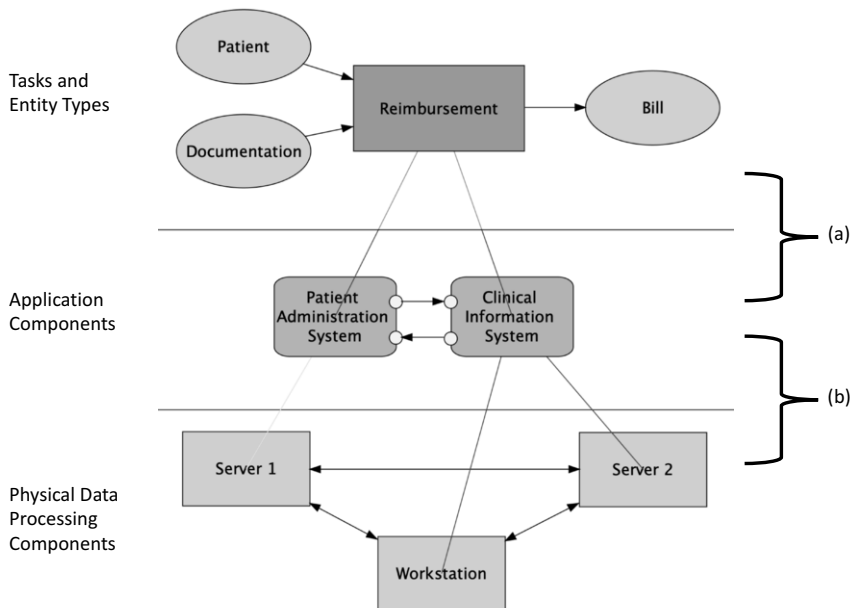 Patient
Tasks and
Entity Types
Reimbursement
Bill
Documentation
(a)
Application
Components
Patient
Administration
System
Clinical
Information
System
(b)
Server 1
Server 2
Physical Data
Processing
Components
Workstation